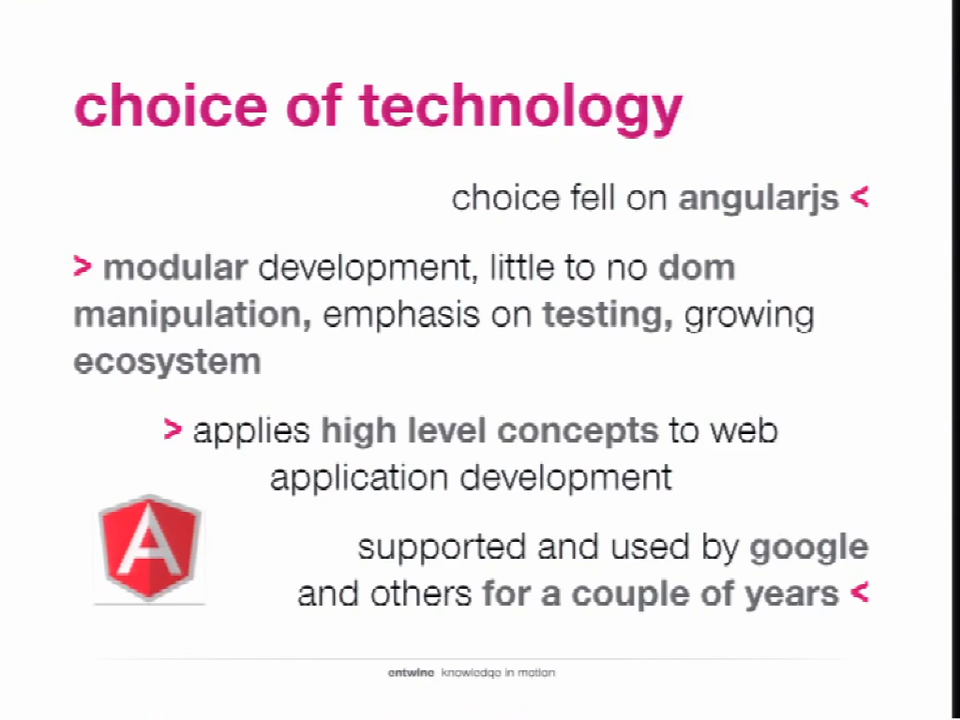 choice of technology
choice fell on angularjs <
> modular development, little to no dom
manipulation, emphasis on testing, growing
ecosystem
> applies high level concepts to web
application development
A
supported and used by google
and others for a couple of years <
entwine knowledge in motion